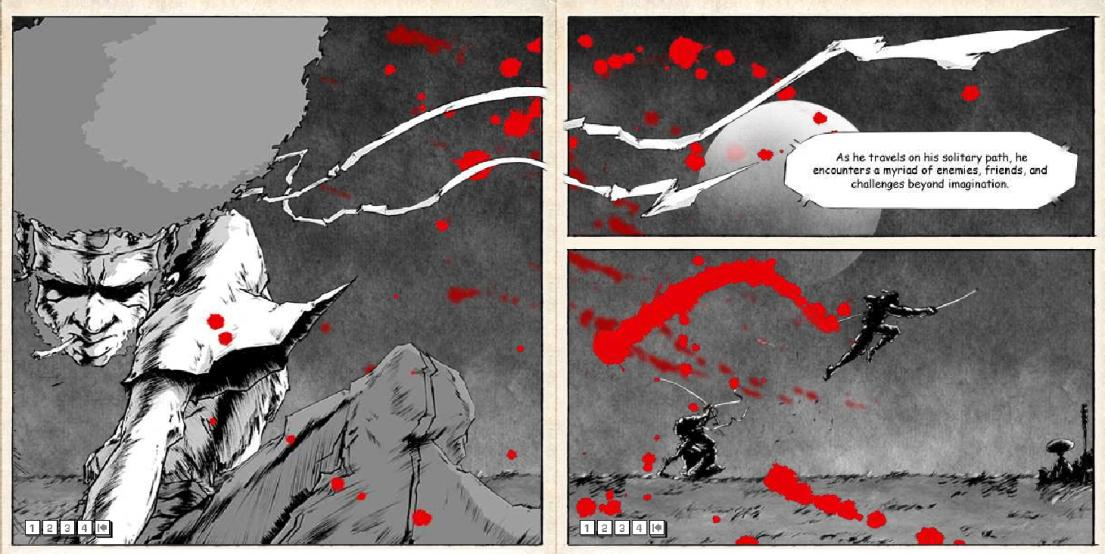 As he travels on his solitary path, he
encounters a myriad of enemies, friends, and
challenges beyond imagination.
1 2 3 4
1 2 3 4